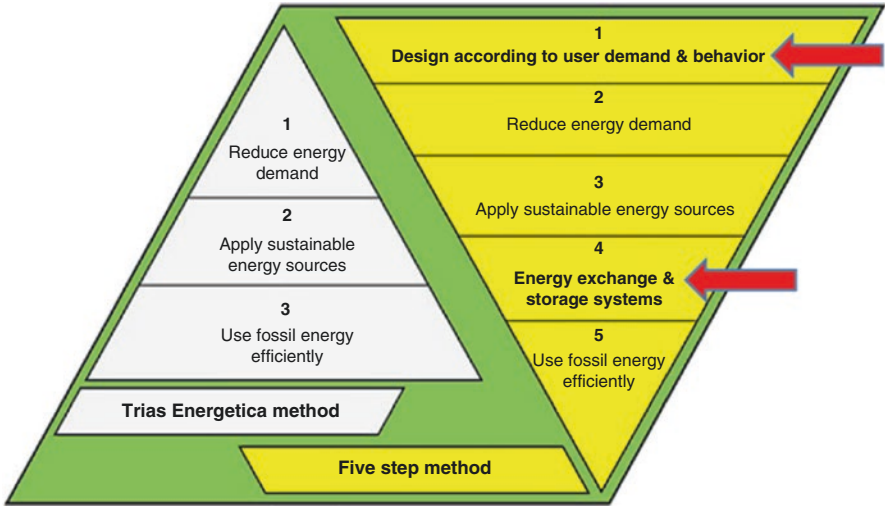 1
Reduce energy
demand
2
Apply sustainable
energy sources
3
Use fossil energy
efficiently
Trias Energetica method
1
Design according to user demand & behavior
2
Reduce energy demand
3
Apply sustainable energy sources
4
Energy exchange &
storage systems
5
Use fossil energy
efficiently
Five step method